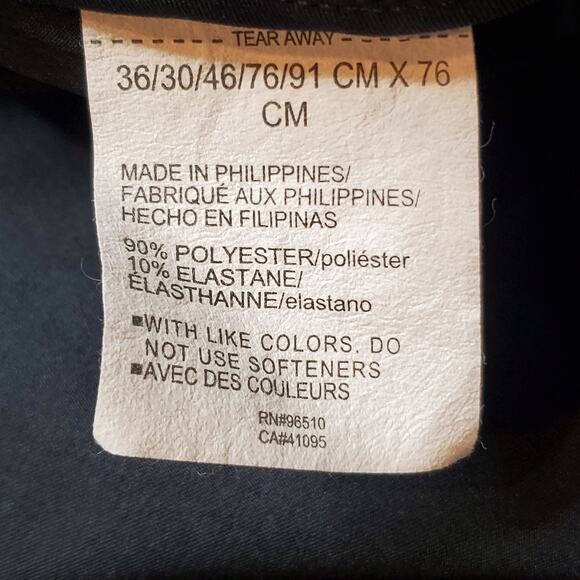 TEAR AWAY
36/30/46/76/91 CM X 76
CM
MADE IN PHILIPPINES/
FABRIQUÉ AUX PHILIPPINES/
HECHO EN FILIPINAS
90% POLYESTER/poliéster
10% ELASTANE/
ÉLASTHANNE/elastano
■WITH LIKE COLORS. DO
NOT USE SOFTENERS
■AVEC DES COULEURS
RN#96510
CA#41095